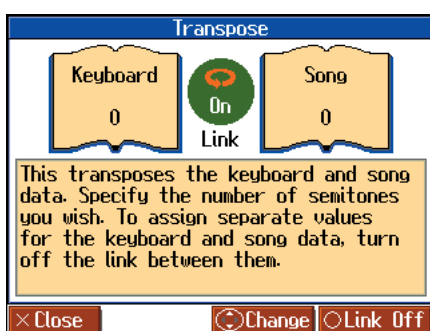 Transpose
Keyboard
0
On
Link
Song
0
This transposes the keyboard and song
data. Specify the number of semitones
you wish. To assign separate values
for the keyboard and song data, turn
off the link between them.
×Close
Change
○Link Off